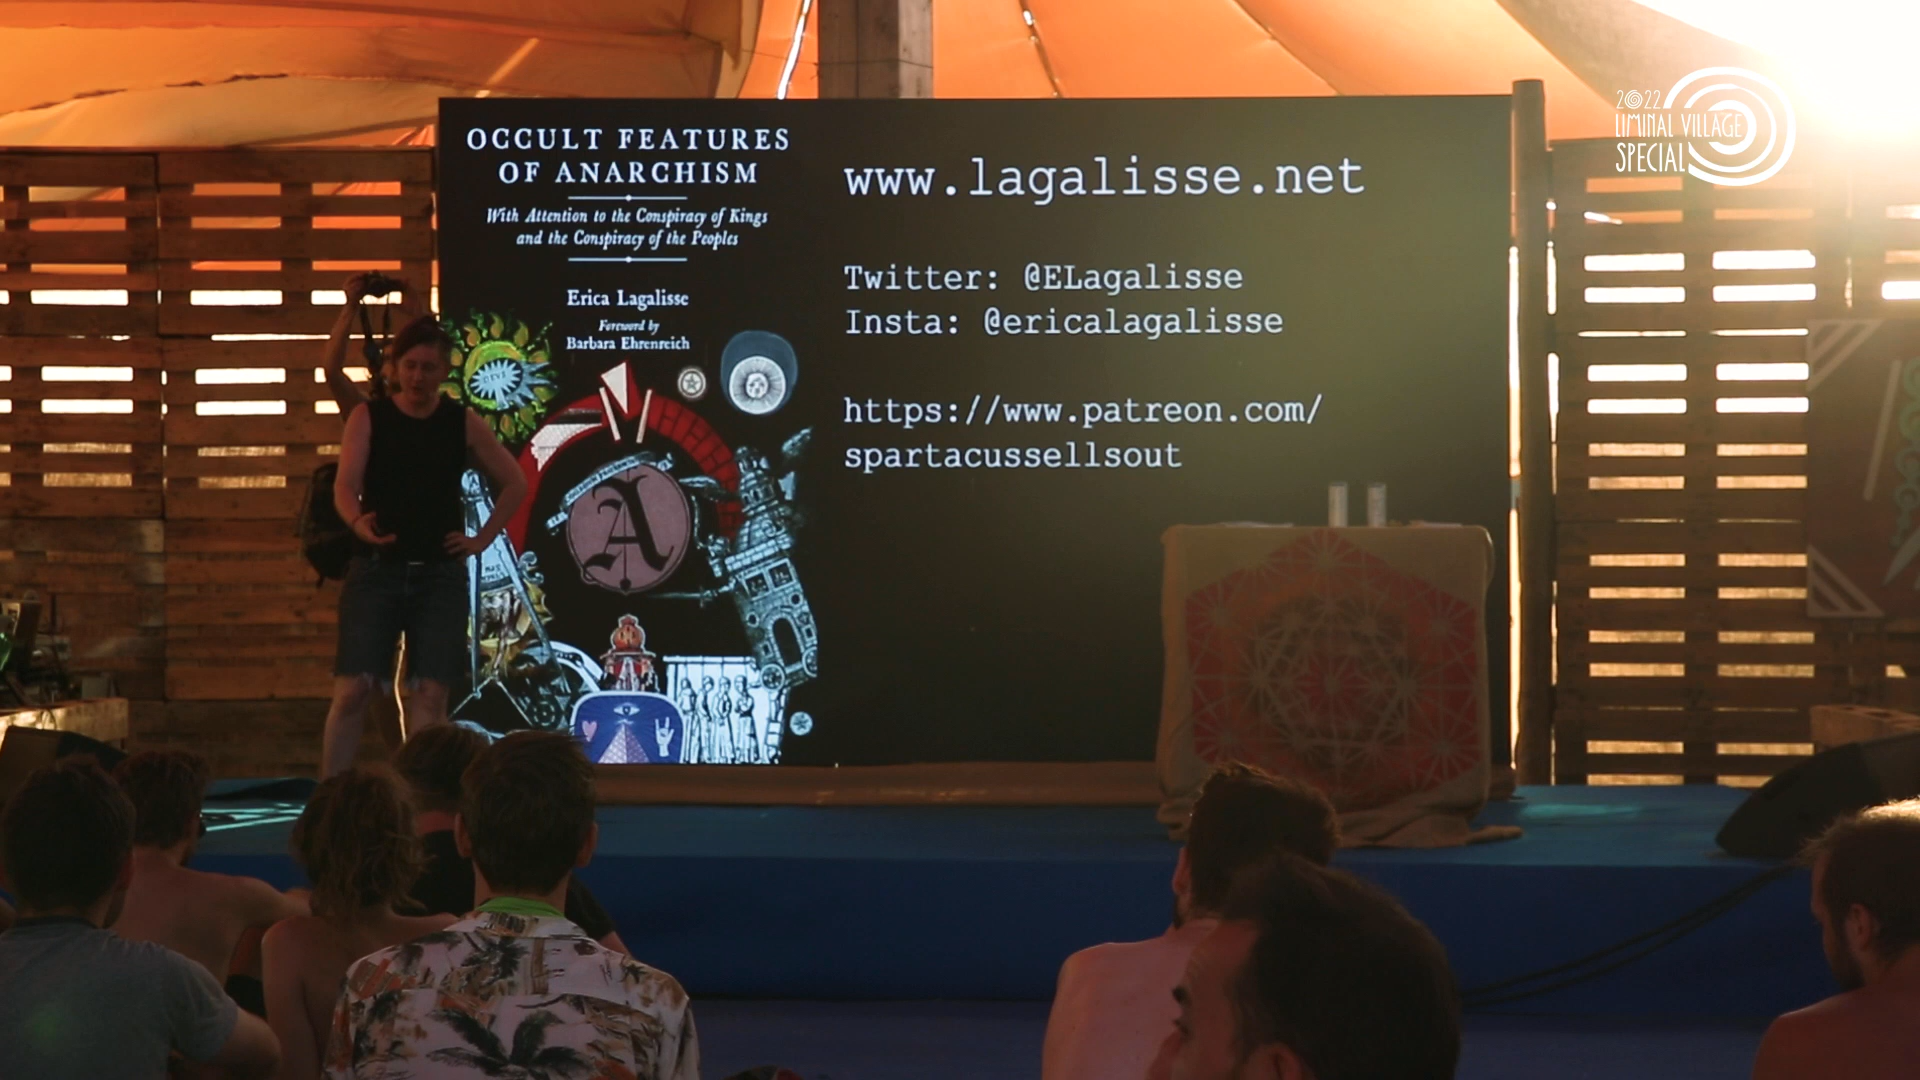 OCCULT FEATURES
OF ANARCHISM
With Attention to the Conspiracy of Kings
and the Conspiracy of the Peoples
Erica Lagalisse
Foreword by
Barbara Ehrenreich
DEVS
A
www.lagalisse.net
Twitter: @ELagalisse
Insta: @ericalagalisse
https://www.patreon.com/
spartacussellsout
2022
LIMINAL VILLAGE
SPECIAL